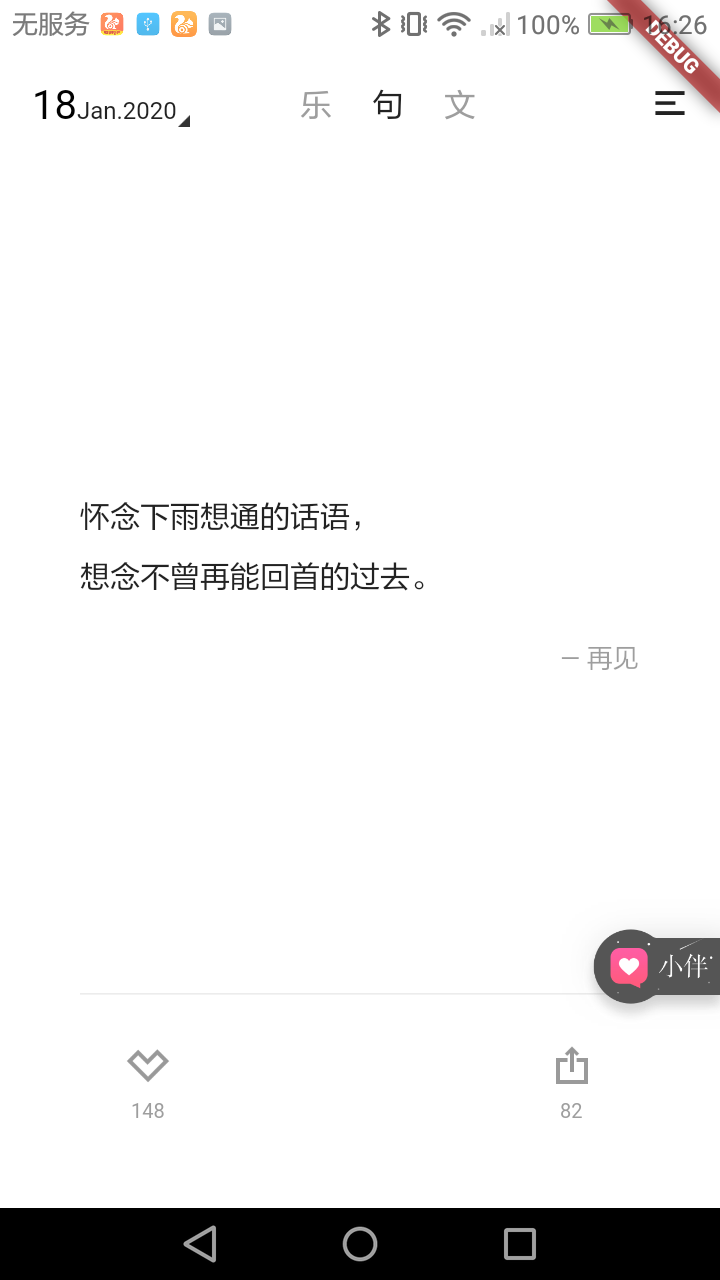 无服务 100% 16:26
DEBUG
18Jan.2020 乐 句 文
怀念下雨想通的话语，
想念不曾再能回首的过去。
— 再见
小伴
148 82